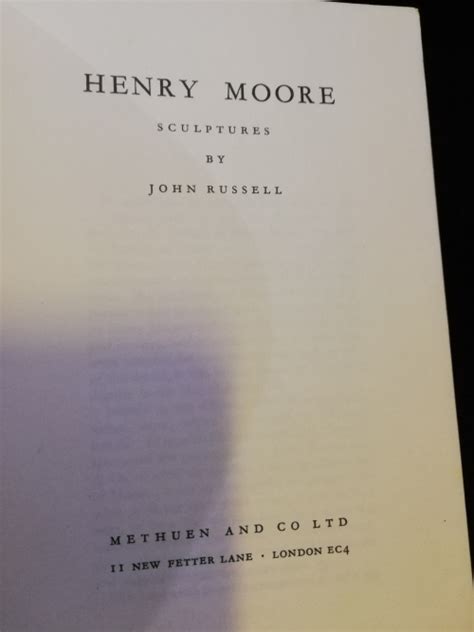 HENRY MOORE
SCULPTURES
BY
JOHN RUSSELL
METHUEN AND CO LTD
11 NEW FETTER LANE · LONDON EC4